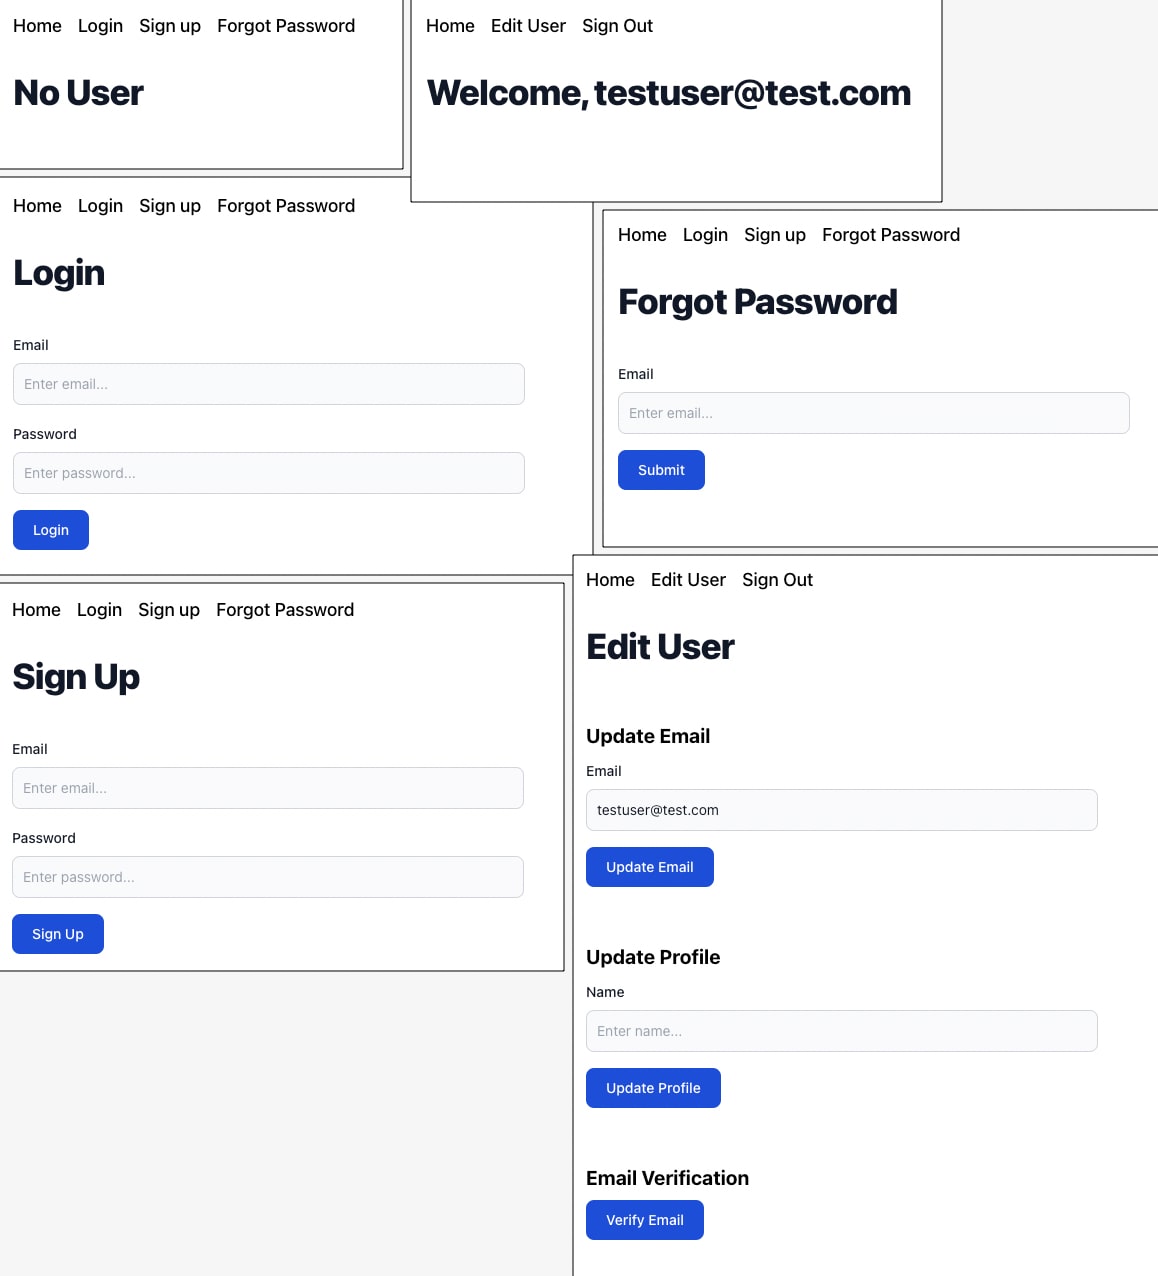 Home Login Sign up Forgot Password
No User
Home Edit User Sign Out
Welcome, testuser@test.com
Home Login Sign up Forgot Password
Login
Email
Enter email...
Password
Enter password...
Login
Home Login Sign up Forgot Password
Forgot Password
Email
Enter email...
Submit
Home Login Sign up Forgot Password
Sign Up
Email
Enter email...
Password
Enter password...
Sign Up
Home Edit User Sign Out
Edit User
Update Email
Email
testuser@test.com
Update Email
Update Profile
Name
Enter name...
Update Profile
Email Verification
Verify Email